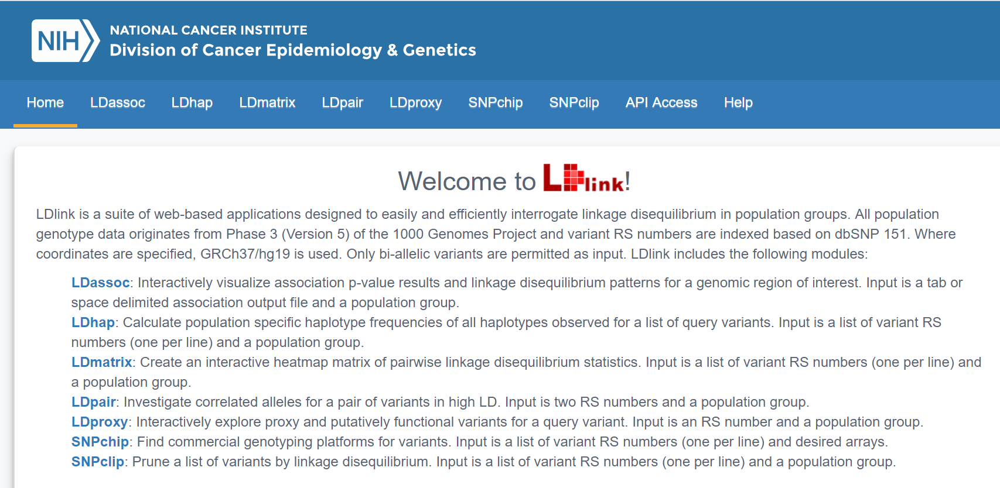 NIH
NATIONAL CANCER INSTITUTE
Division of Cancer Epidemiology & Genetics
Home LDassoc LDhap LDmatrix LDpair LDproxy SNPchip SNPclip API Access Help
Welcome to LDlink!
LDlink is a suite of web-based applications designed to easily and efficiently interrogate linkage disequilibrium in population groups. All population
genotype data originates from Phase 3 (Version 5) of the 1000 Genomes Project and variant RS numbers are indexed based on dbSNP 151. Where
coordinates are specified, GRCh37/hg19 is used. Only bi-allelic variants are permitted as input. LDlink includes the following modules:
LDassoc: Interactively visualize association p-value results and linkage disequilibrium patterns for a genomic region of interest. Input is a tab or
space delimited association output file and a population group.
LDhap: Calculate population specific haplotype frequencies of all haplotypes observed for a list of query variants. Input is a list of variant RS
numbers (one per line) and a population group.
LDmatrix: Create an interactive heatmap matrix of pairwise linkage disequilibrium statistics. Input is a list of variant RS numbers (one per line) and
a population group.
LDpair: Investigate correlated alleles for a pair of variants in high LD. Input is two RS numbers and a population group.
LDproxy: Interactively explore proxy and putatively functional variants for a query variant. Input is an RS number and a population group.
SNPchip: Find commercial genotyping platforms for variants. Input is a list of variant RS numbers (one per line) and desired arrays.
SNPclip: Prune a list of variants by linkage disequilibrium. Input is a list of variant RS numbers (one per line) and a population group.